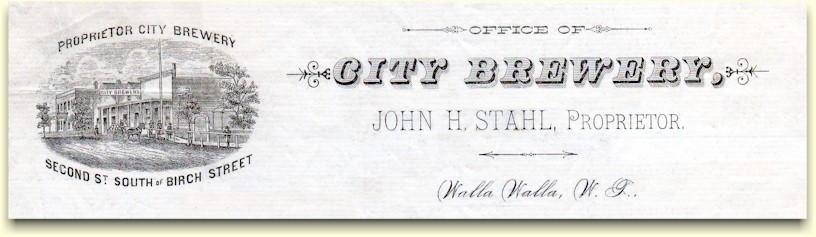 PROPRIETOR CITY BREWERY
CITY BREWERY
SECOND ST. SOUTH OF BIRCH STREET
OFFICE OF
CITY BREWERY,
JOHN H. STAHL, PROPRIETOR.
Walla Walla, W. T.,